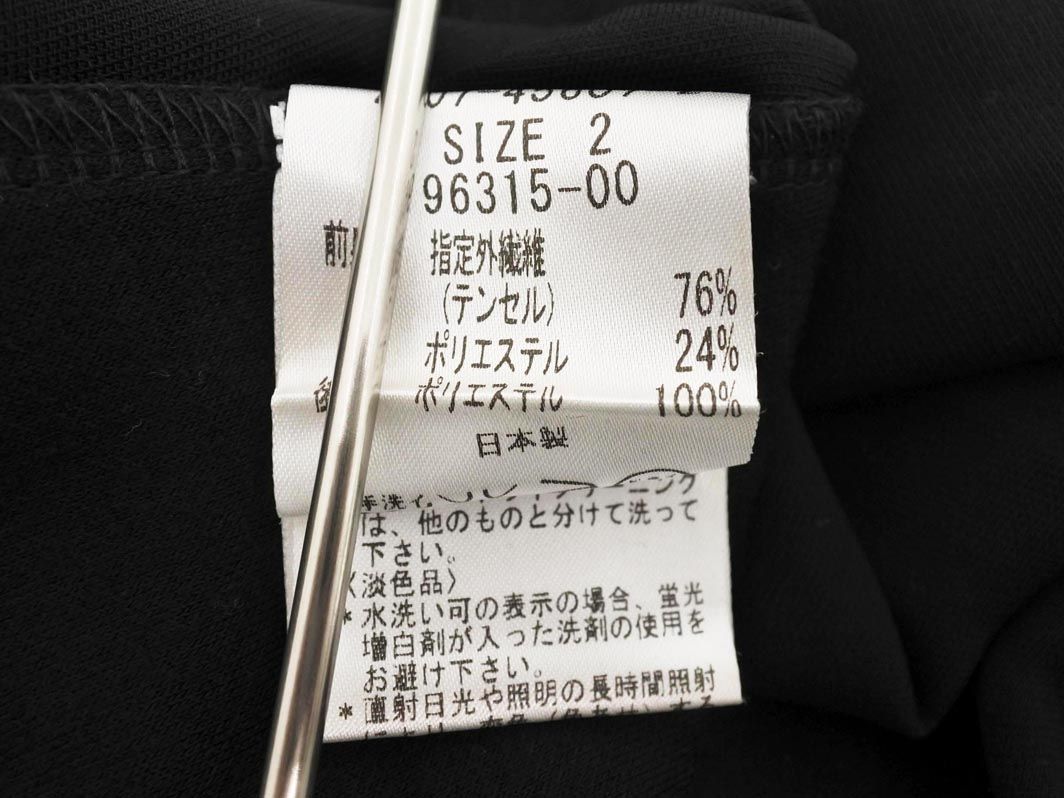 SIZE 2
96315-00
前 指定外繊維
(テンセル) 76%
ポリエステル 24%
後 ポリエステル 100%
日本製
は、他のものと分けて洗って
下さい。
〈淡色品〉
* 水洗い可の表示の場合、蛍光
増白剤が入った洗剤の使用を
お避け下さい。
* 直射日光や照明の長時間照射